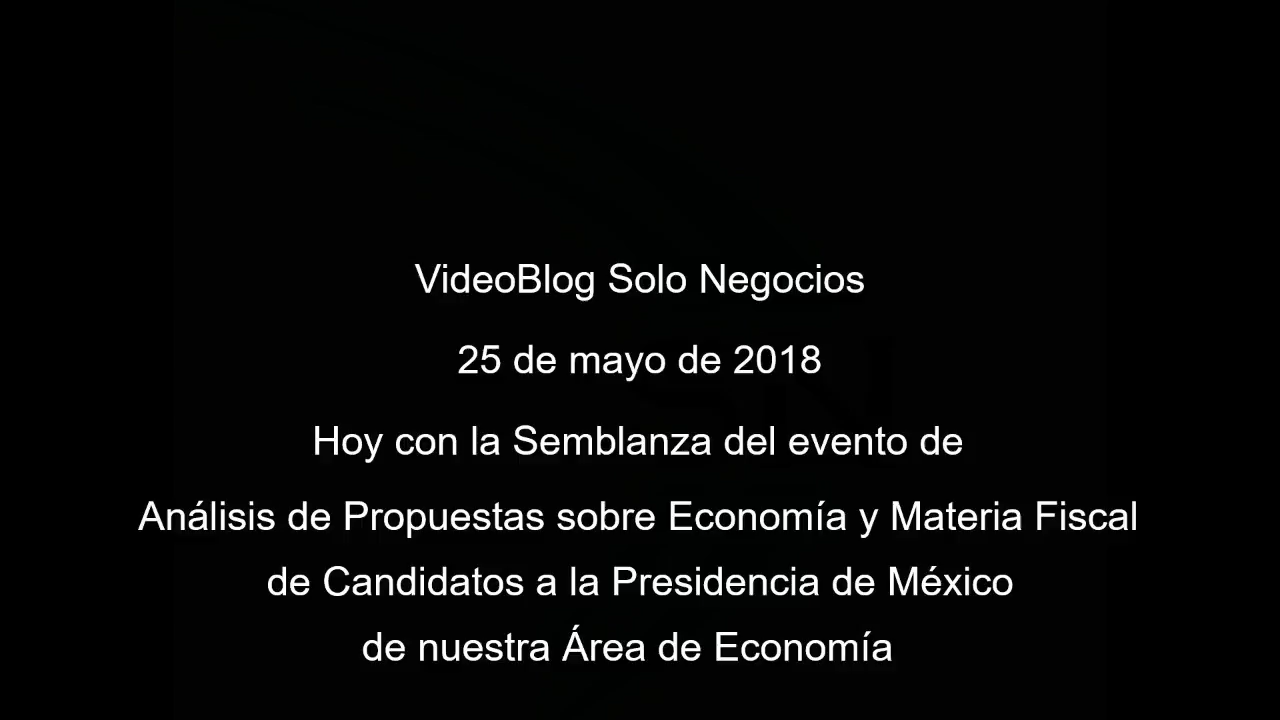 VideoBlog Solo Negocios
25 de mayo de 2018
Hoy con la Semblanza del evento de
Análisis de Propuestas sobre Economía y Materia Fiscal
de Candidatos a la Presidencia de México
de nuestra Área de Economía
SN